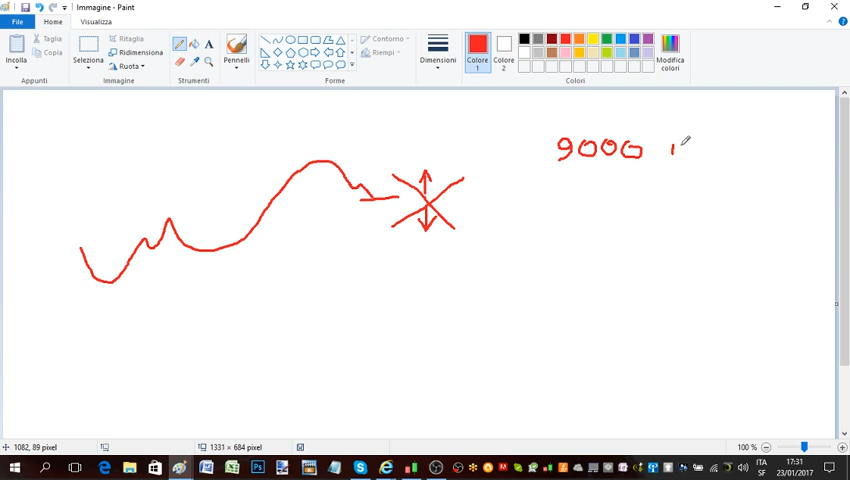 Immagine - Paint
File Home Visualizza
Incolla
Taglia
Copia
Appunti
Seleziona
Ritaglia
Ridimensiona
Ruota
Immagine
A
Strumenti
Pennelli
Contorno
Riempi
Forme
Dimensioni
Colore 1
Colore 2
Modifica colori
Colori
9000
1082, 89 pixel
1331 × 684 pixel
100 %
ITA
SF
17:31
23/01/2017